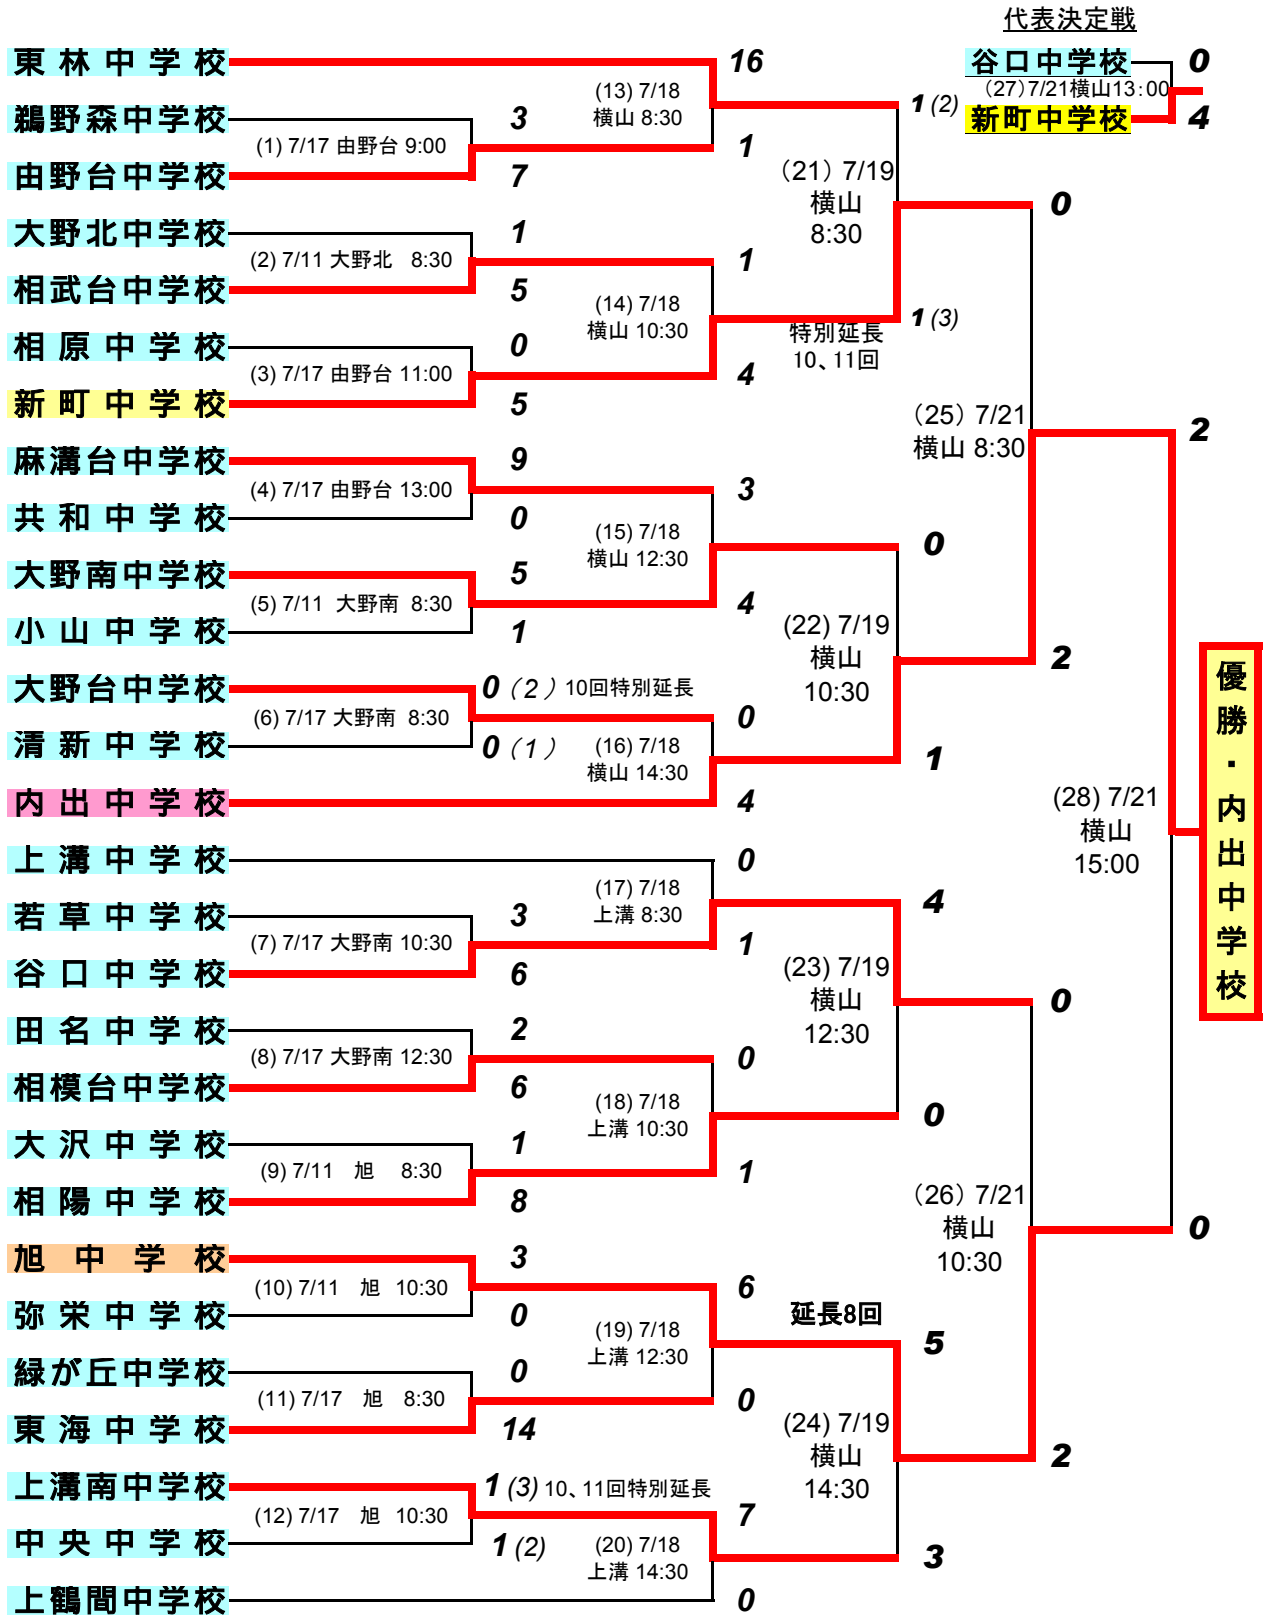 代表決定戦
谷口中学校 0
(27)7/21横山13:00
新町中学校 4
東林中学校 16
(13) 7/18
横山 8:30
1 (2)
鵜野森中学校 3
(1) 7/17 由野台 9:00
1
由野台中学校 7
(21) 7/19
横山
8:30
0
大野北中学校 1
(2) 7/11 大野北 8:30
1
相武台中学校 5
(14) 7/18
横山 10:30
1 (3)
特別延長
10、11回
相原中学校 0
(3) 7/17 由野台 11:00
4
新町中学校 5
(25) 7/21
横山 8:30
2
麻溝台中学校 9
(4) 7/17 由野台 13:00
3
共和中学校 0
(15) 7/18
横山 12:30
0
大野南中学校 5
(5) 7/11 大野南 8:30
4
小山中学校 1
(22) 7/19
横山
10:30
2
大野台中学校 0 (2) 10回特別延長
(6) 7/17 大野南 8:30
0
清新中学校 0 (1)
(16) 7/18
横山 14:30
1
内出中学校 4
(28) 7/21
横山
15:00
優勝・内出中学校
上溝中学校 0
(17) 7/18
上溝 8:30
4
若草中学校 3
(7) 7/17 大野南 10:30
1
谷口中学校 6
(23) 7/19
横山
12:30
0
田名中学校 2
(8) 7/17 大野南 12:30
0
相模台中学校 6
(18) 7/18
上溝 10:30
0
大沢中学校 1
(9) 7/11 旭 8:30
1
相陽中学校 8
(26) 7/21
横山
10:30
0
旭中学校 3
(10) 7/11 旭 10:30
6
弥栄中学校 0
延長8回
(19) 7/18
上溝 12:30
5
緑が丘中学校 0
(11) 7/17 旭 8:30
0
東海中学校 14
(24) 7/19
横山
14:30
2
上溝南中学校 1 (3) 10、11回特別延長
(12) 7/17 旭 10:30
7
中央中学校 1 (2)
(20) 7/18
上溝 14:30
3
上鶴間中学校 0